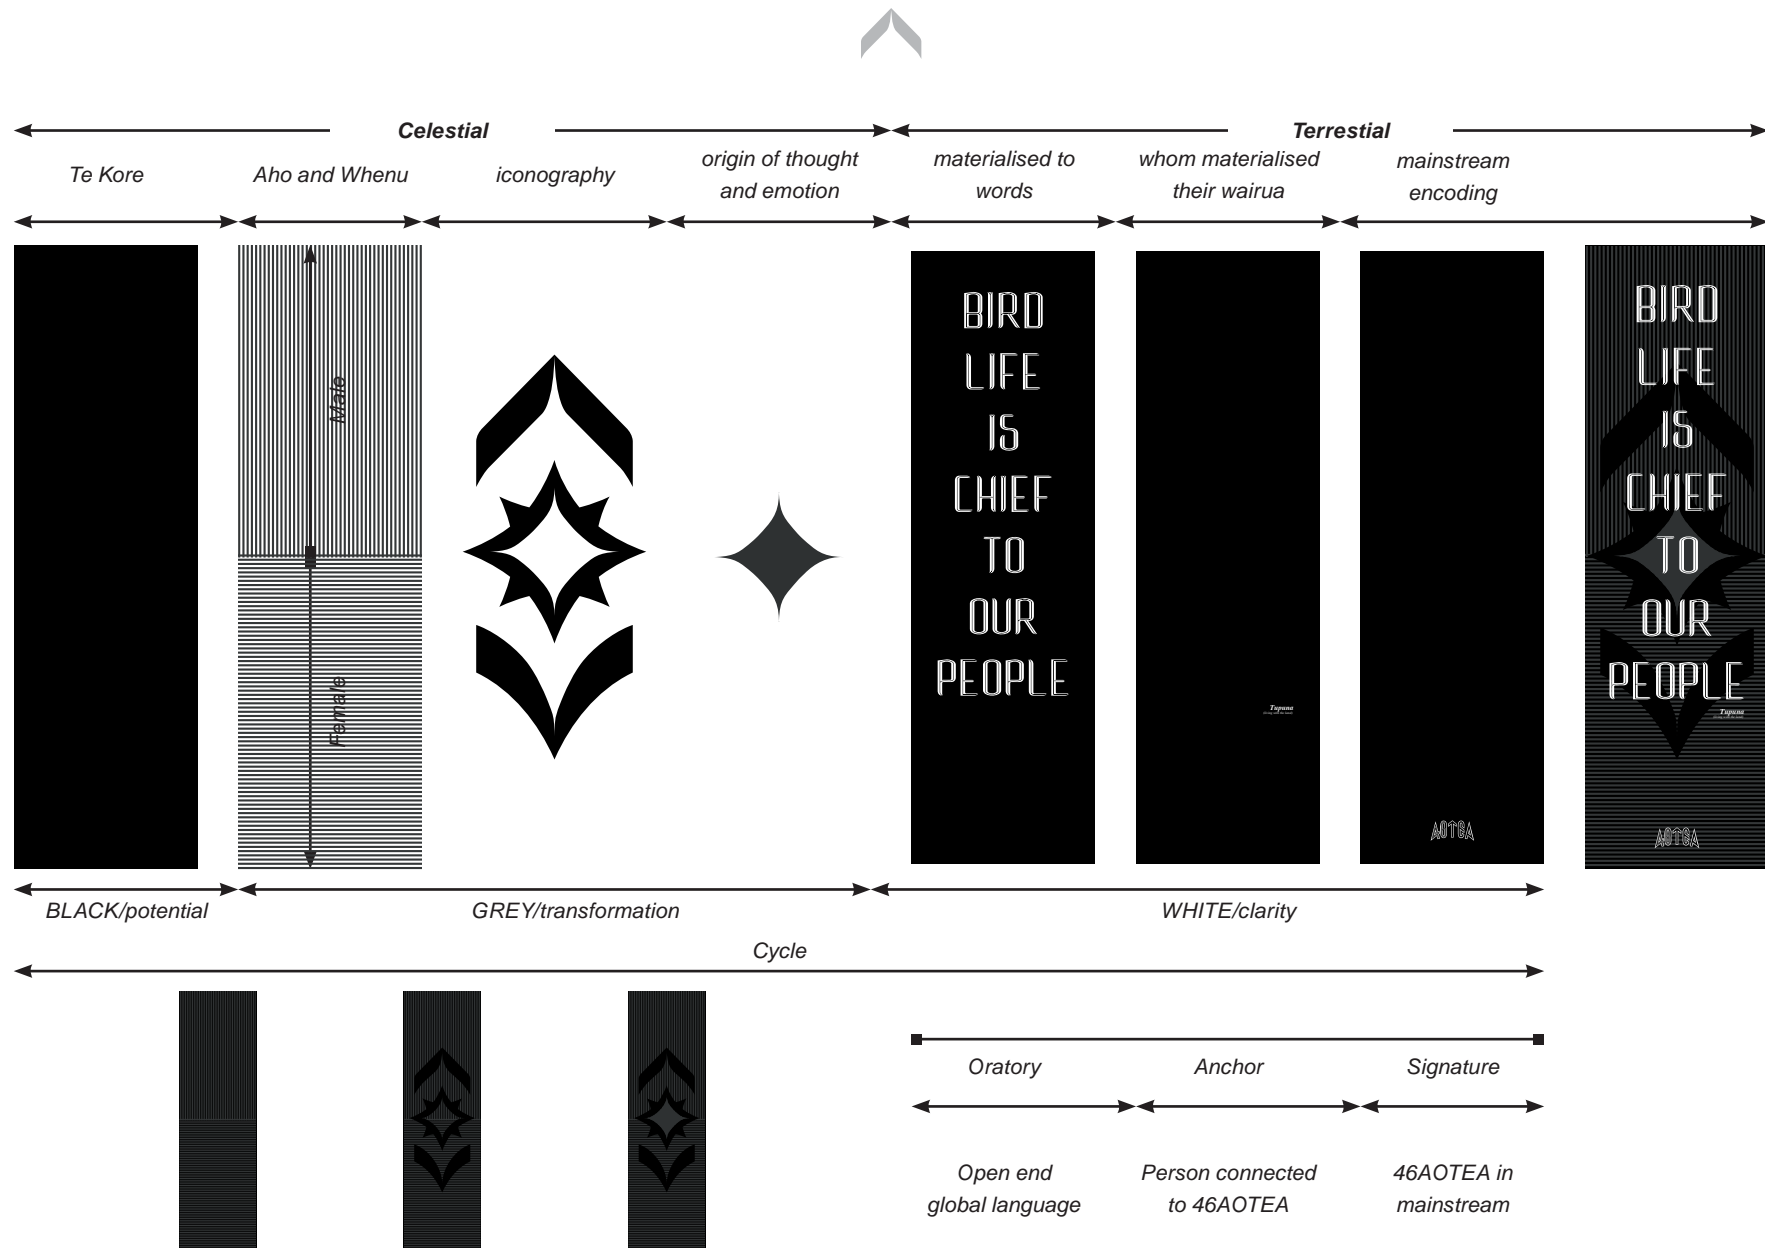 Celestial
Terrestial
Te Kore
Aho and Whenu
iconography
origin of thought
and emotion
materialised to
words
whom materialised
their wairua
mainstream
encoding
Male
Female
BIRD
LIFE
IS
CHIEF
TO
OUR
PEOPLE
Tupuna
AOTEA
BIRD
LIFE
IS
CHIEF
TO
OUR
PEOPLE
Tupuna
AOTEA
BLACK/potential
GREY/transformation
WHITE/clarity
Cycle
Oratory
Anchor
Signature
Open end
global language
Person connected
to 46AOTEA
46AOTEA in
mainstream